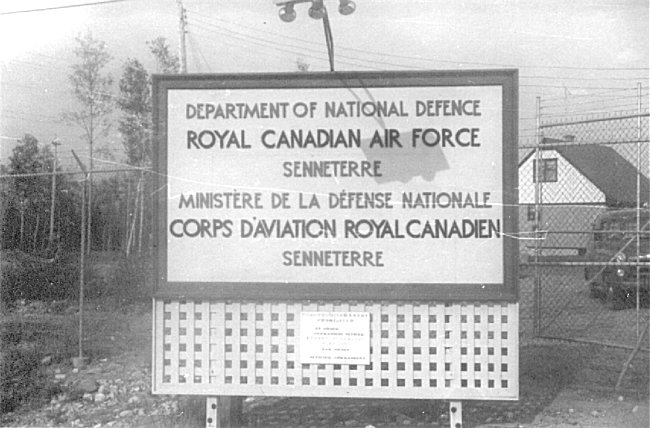 DEPARTMENT OF NATIONAL DEFENCE
ROYAL CANADIAN AIR FORCE
SENNETERRE
MINISTÈRE DE LA DÉFENSE NATIONALE
CORPS D'AVIATION ROYAL CANADIEN
SENNETERRE